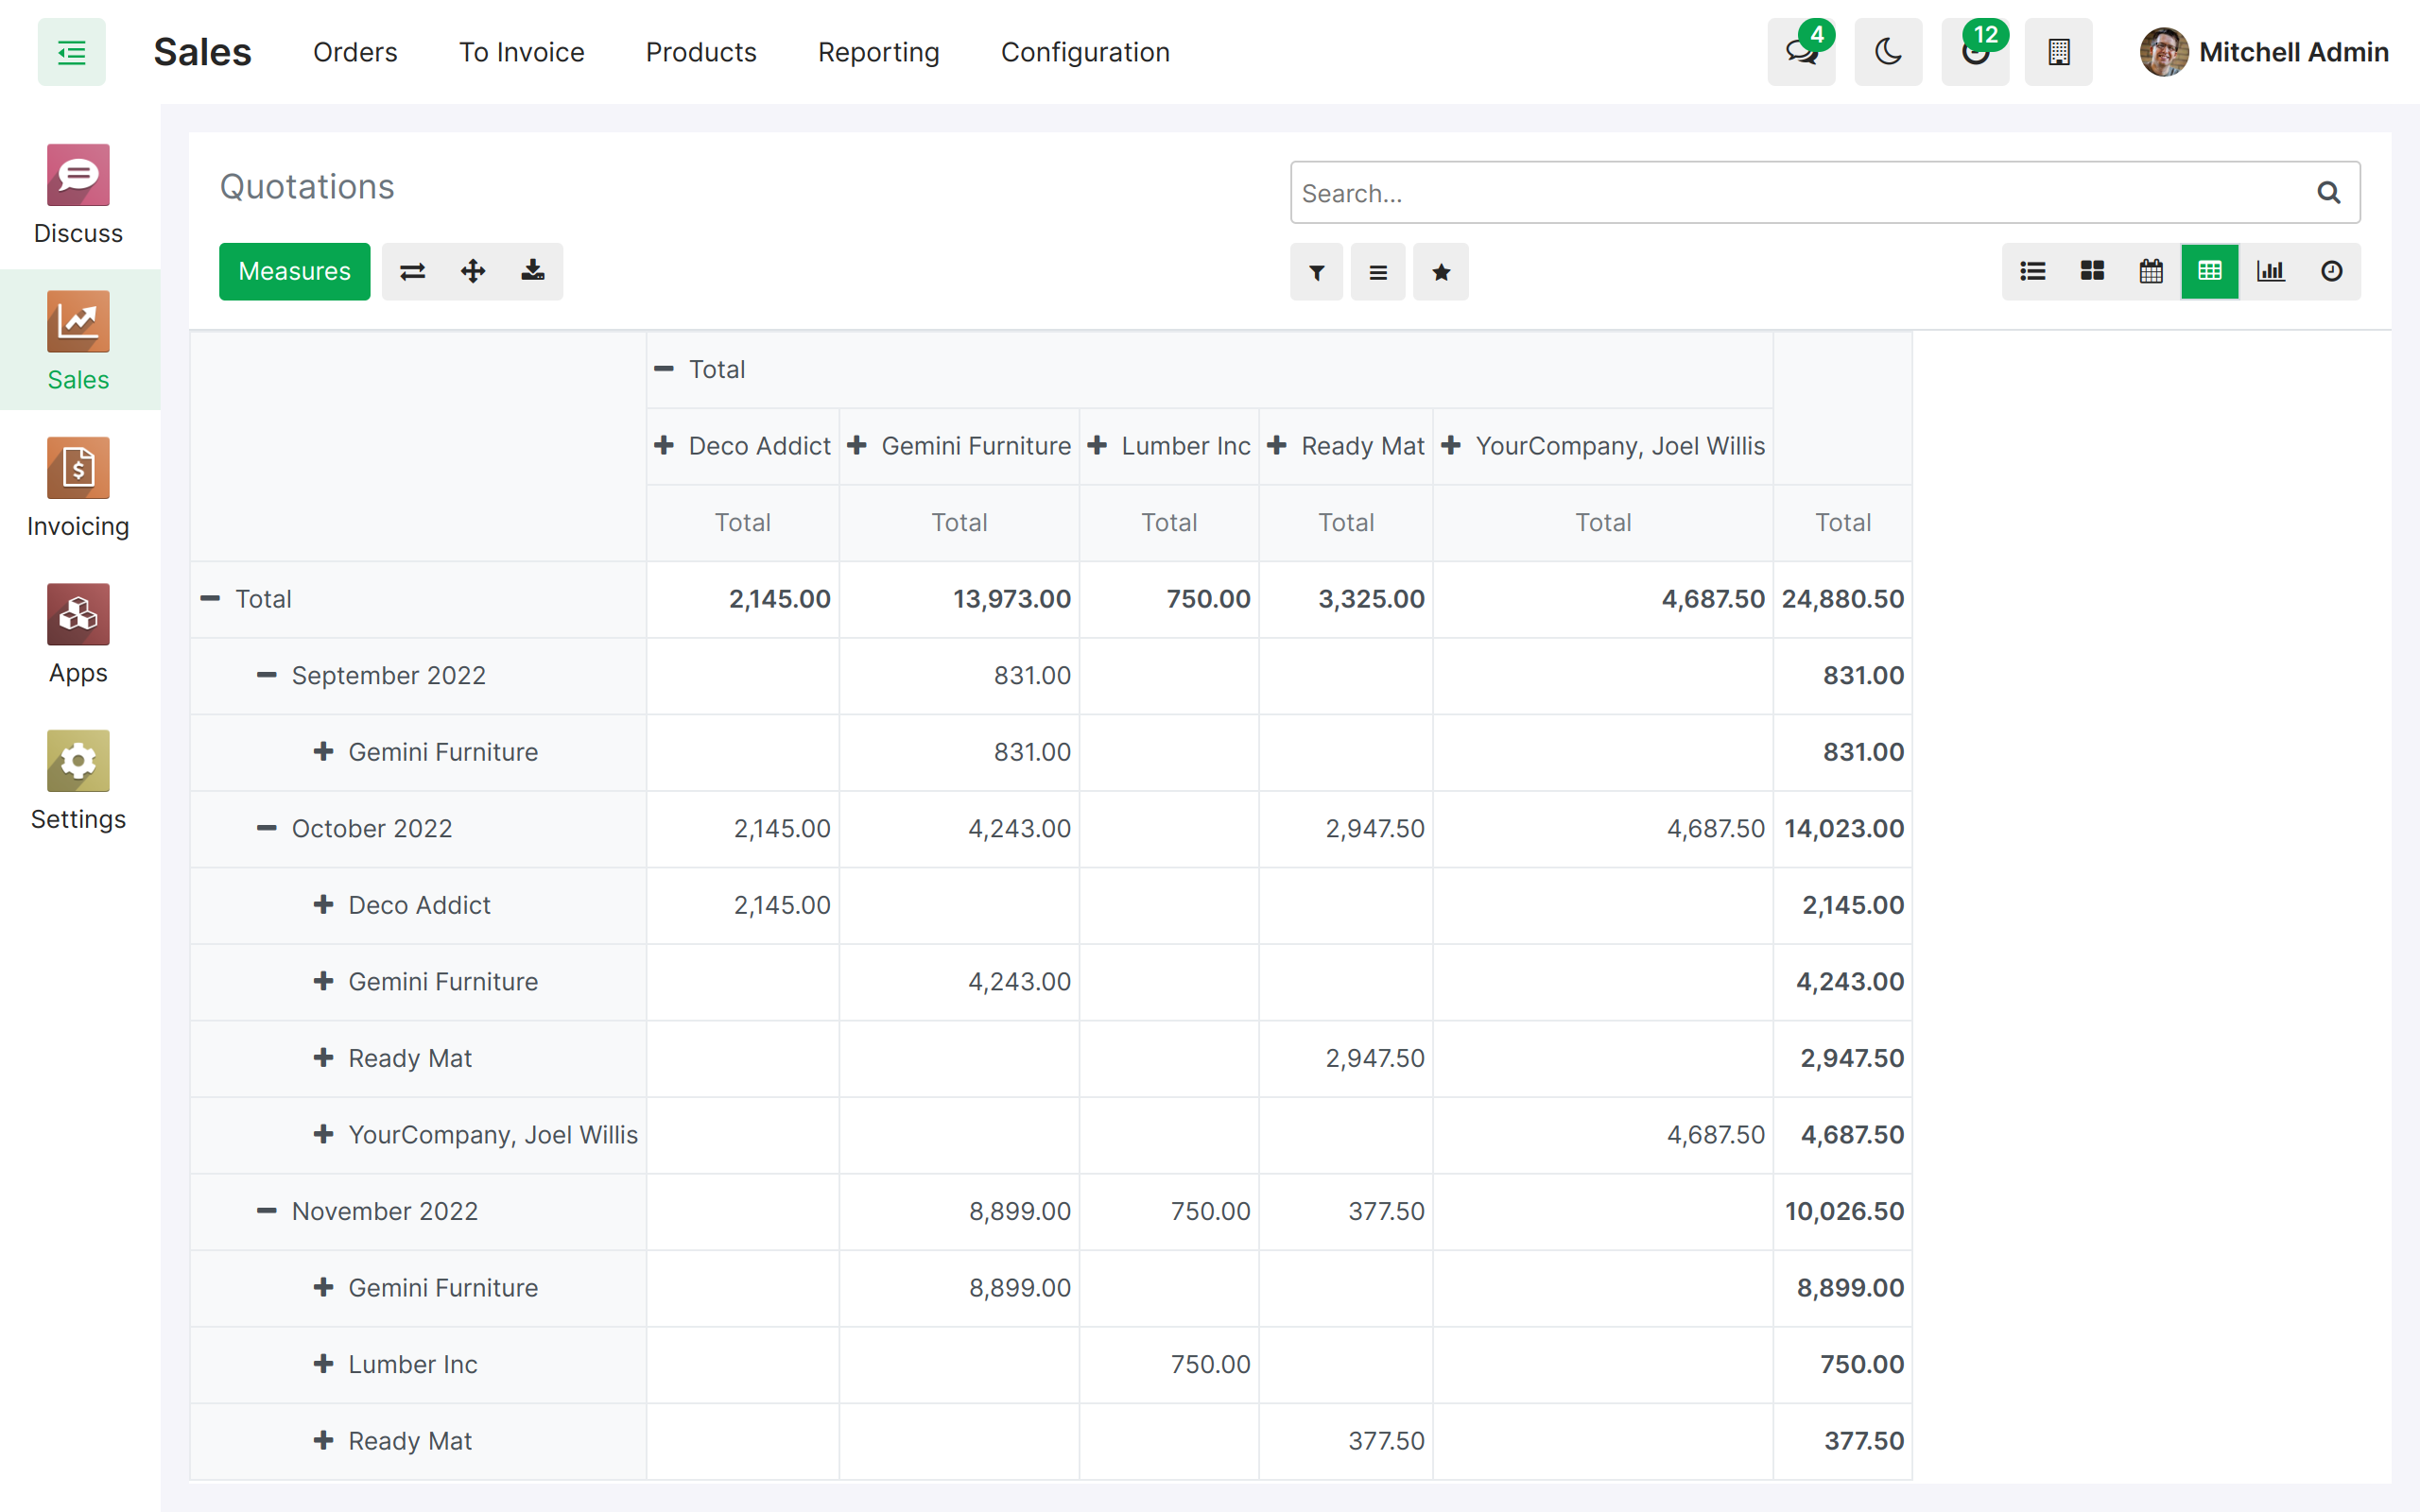 Sales Orders To Invoice Products Reporting Configuration 4 12 Mitchell Admin
Discuss
Sales
Invoicing
Apps
Settings
Quotations
Search...
Measures
Total
Deco Addict Gemini Furniture Lumber Inc Ready Mat YourCompany, Joel Willis
Total Total Total Total Total Total
Total 2,145.00 13,973.00 750.00 3,325.00 4,687.50 24,880.50
September 2022 831.00 831.00
Gemini Furniture 831.00 831.00
October 2022 2,145.00 4,243.00 2,947.50 4,687.50 14,023.00
Deco Addict 2,145.00 2,145.00
Gemini Furniture 4,243.00 4,243.00
Ready Mat 2,947.50 2,947.50
YourCompany, Joel Willis 4,687.50 4,687.50
November 2022 8,899.00 750.00 377.50 10,026.50
Gemini Furniture 8,899.00 8,899.00
Lumber Inc 750.00 750.00
Ready Mat 377.50 377.50